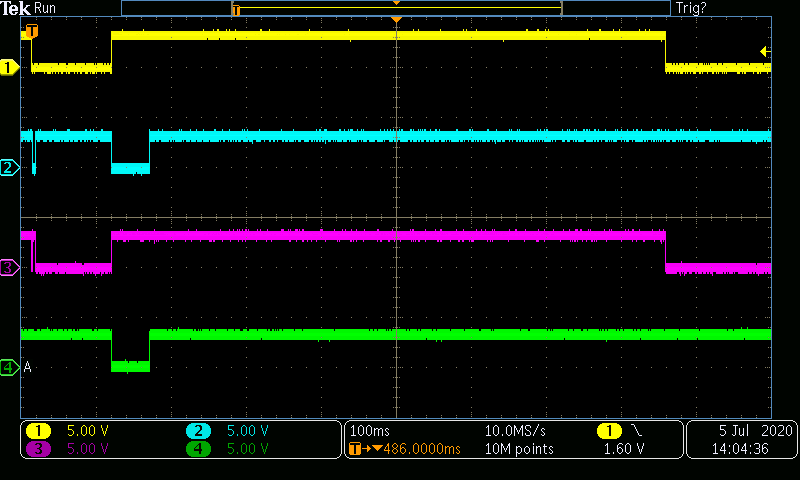 Tek Run Trig?
T
T
1
2
3
4 A
1 5.00 V 2 5.00 V 100ms 10.0MS/s 1 5 Jul 2020
3 5.00 V 4 5.00 V T→▼486.0000ms 10M points 1.60 V 14:04:36